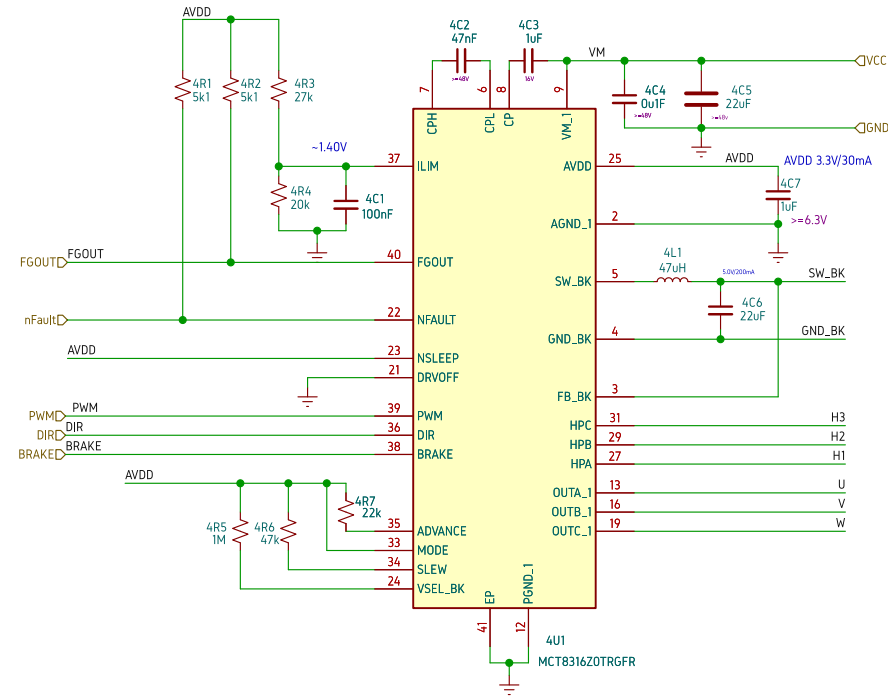 AVDD
4C2
47nF
4C3
1uF
4R1
5k1
4R2
5k1
4R3
27k
>=48V
16V
VM
VCC
7
6
8
9
CPH
CPL
CP
VM_1
4C4
0u1F
>=48V
4C5
22uF
>=48v
GND
~1.40V
37
ILIM
4R4
20k
4C1
100nF
AVDD
25
AVDD
AVDD 3.3V/30mA
4C7
1uF
>=6.3V
AGND_1
2
FGOUT
FGOUT
40
FGOUT
4L1
47uH
SW_BK
5
5.0V/200mA
SW_BK
4C6
22uF
nFault
22
NFAULT
GND_BK
4
GND_BK
AVDD
23
NSLEEP
21
DRVOFF
FB_BK
3
PWM
PWM
39
PWM
DIR
DIR
36
DIR
BRAKE
BRAKE
38
BRAKE
HPC
31
H3
HPB
29
H2
HPA
27
H1
AVDD
OUTA_1
13
U
OUTB_1
16
V
OUTC_1
19
W
4R5
1M
4R6
47k
4R7
22k
35
ADVANCE
33
MODE
34
SLEW
24
VSEL_BK
EP
PGND_1
41
12
4U1
MCT8316Z0TRGFR